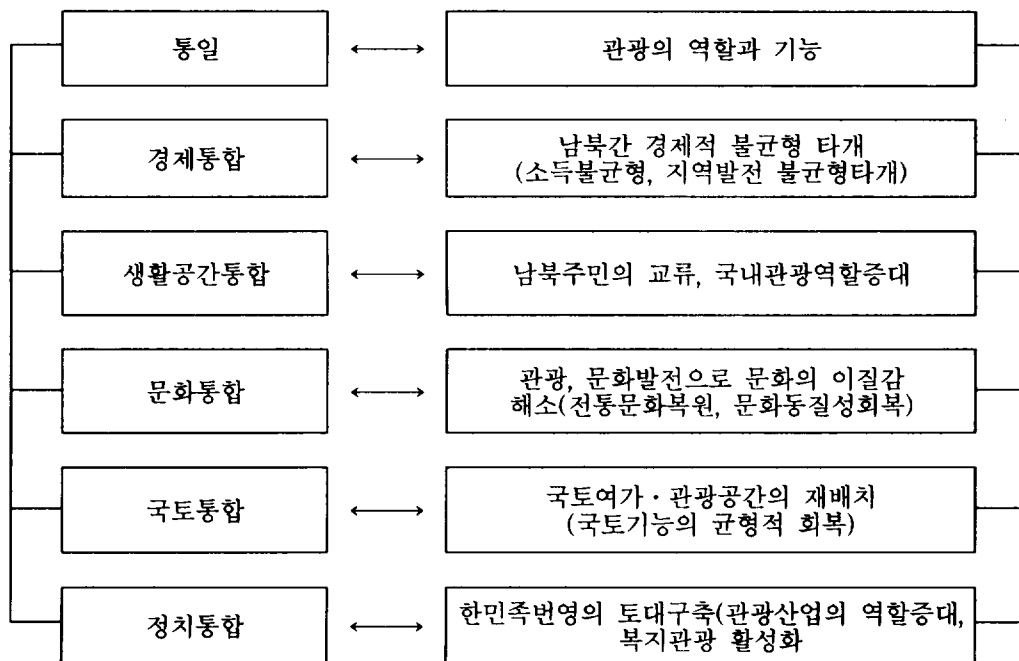 통일
관광의 역할과 기능
경제통합
남북간 경제적 불균형 타개
(소득불균형, 지역발전 불균형타개)
생활공간통합
남북주민의 교류, 국내관광역할증대
문화통합
관광, 문화발전으로 문화의 이질감
해소(전통문화복원, 문화동질성회복)
국토통합
국토여가·관광공간의 재배치
(국토기능의 균형적 회복)
정치통합
한민족번영의 토대구축(관광산업의 역할증대,
복지관광 활성화